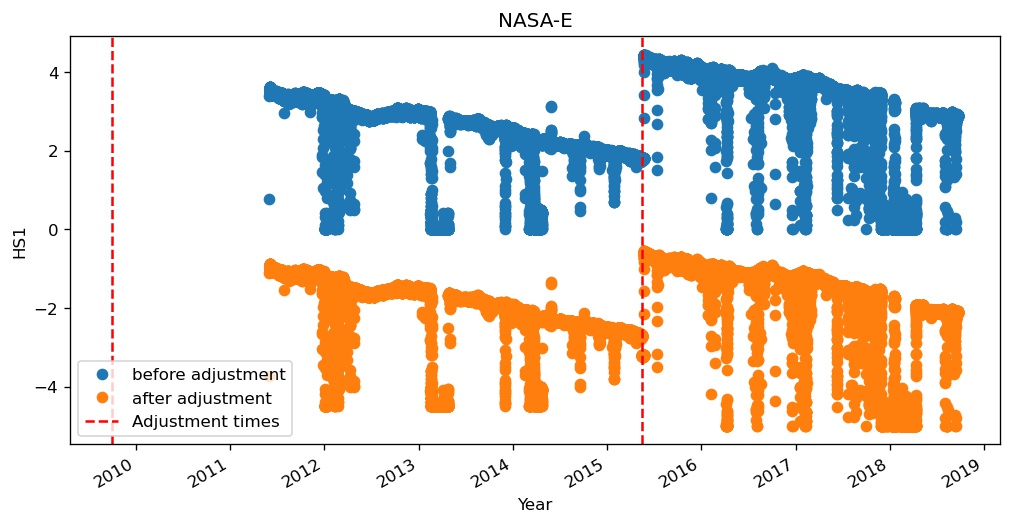 NASA-E
HS1
4
2
0
−2
−4
before adjustment
after adjustment
Adjustment times
2010
2011
2012
2013
2014
2015
2016
2017
2018
2019
Year